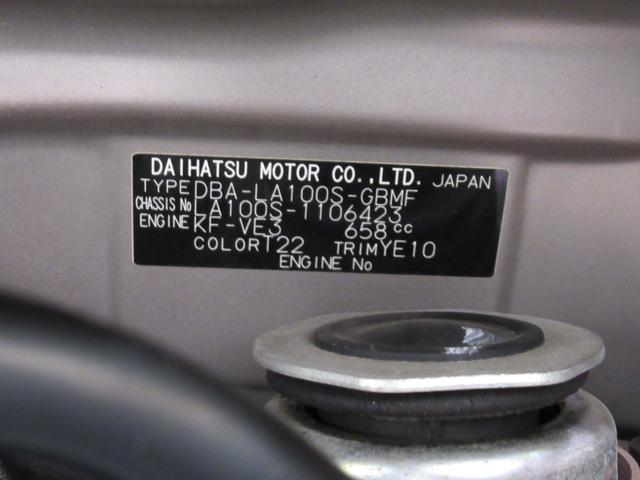 DAIHATSU MOTOR CO.,LTD. JAPAN
TYPE DBA-LA100S-GBMF
CHASSIS No LA100S-1106423
ENGINE KF-VE3 658cc
COLOR T22 TRIM YE10
ENGINE No